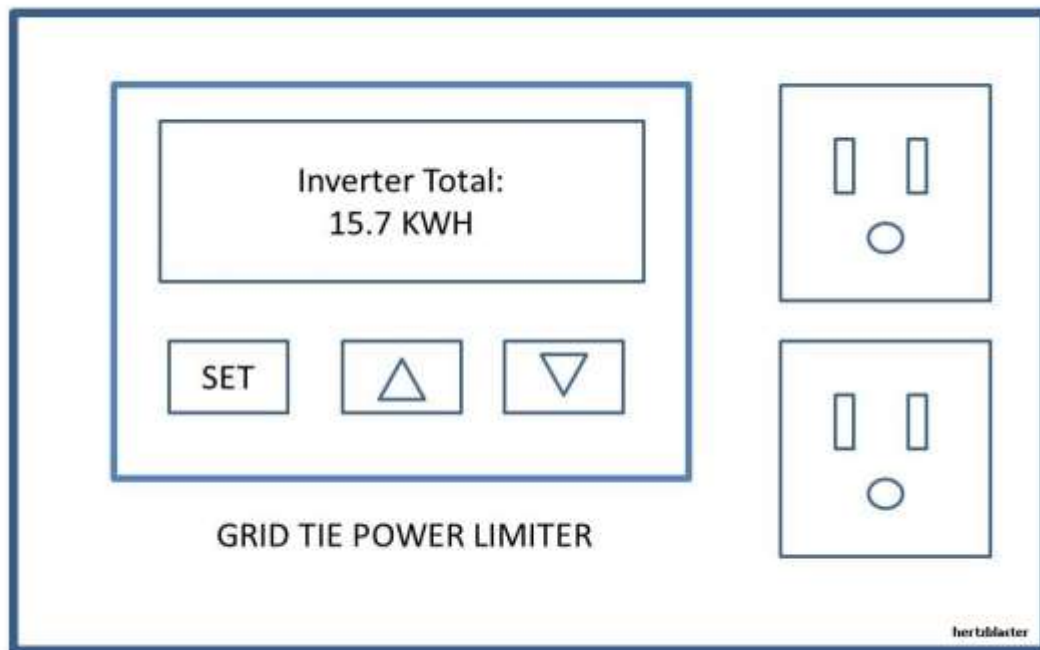 Inverter Total:
15.7 KWH
SET
GRID TIE POWER LIMITER
hertzblaster